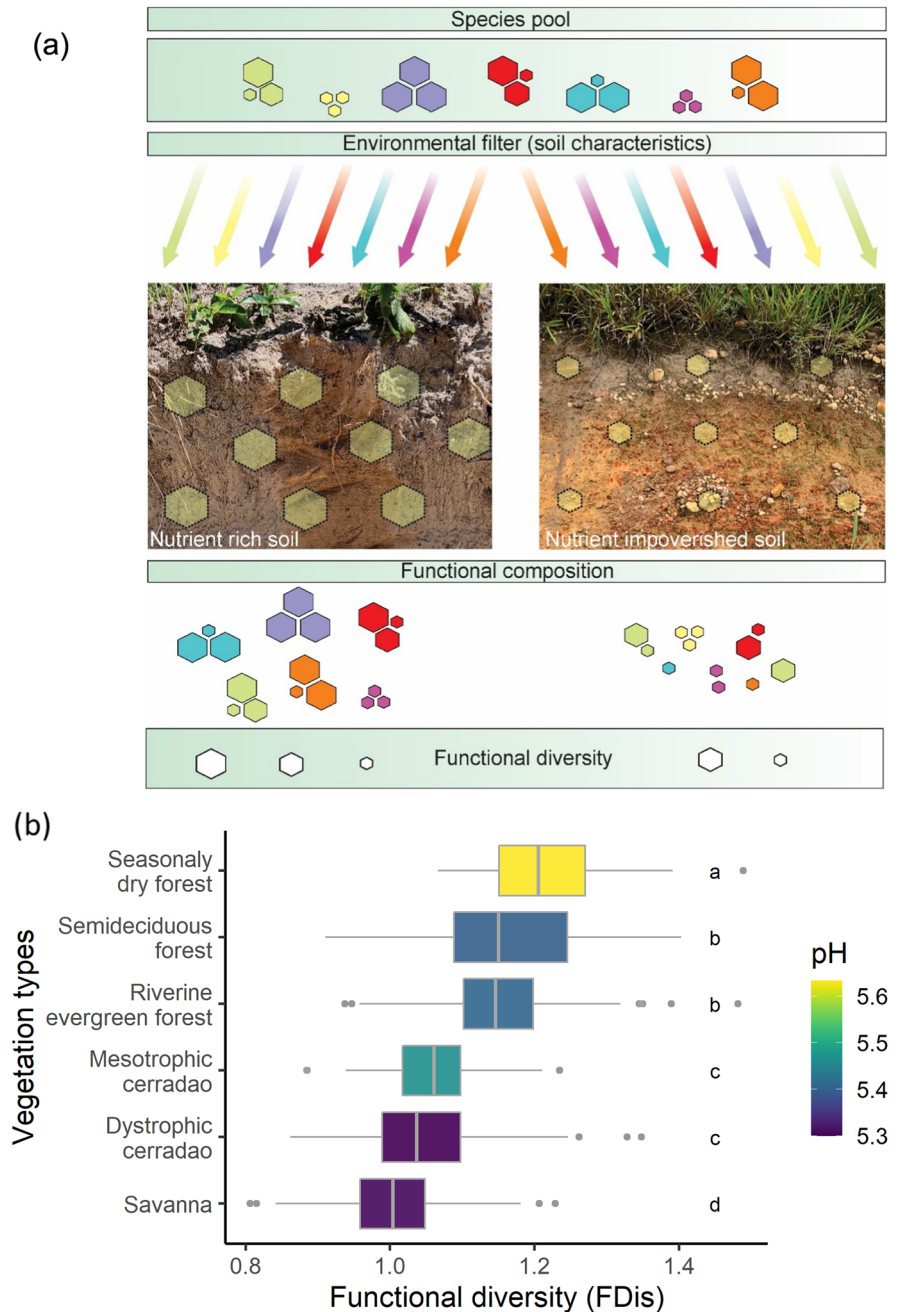 (a)
Species pool
Environmental filter (soil characteristics)
Nutrient rich soil
Nutrient impoverished soil
Functional composition
Functional diversity
(b)
Vegetation types
Seasonaly
dry forest
Semideciduous
forest
Riverine
evergreen forest
Mesotrophic
cerradao
Dystrophic
cerradao
Savanna
a
b
b
c
c
d
pH
5.6
5.5
5.4
5.3
0.8
1.0
1.2
1.4
Functional diversity (FDis)